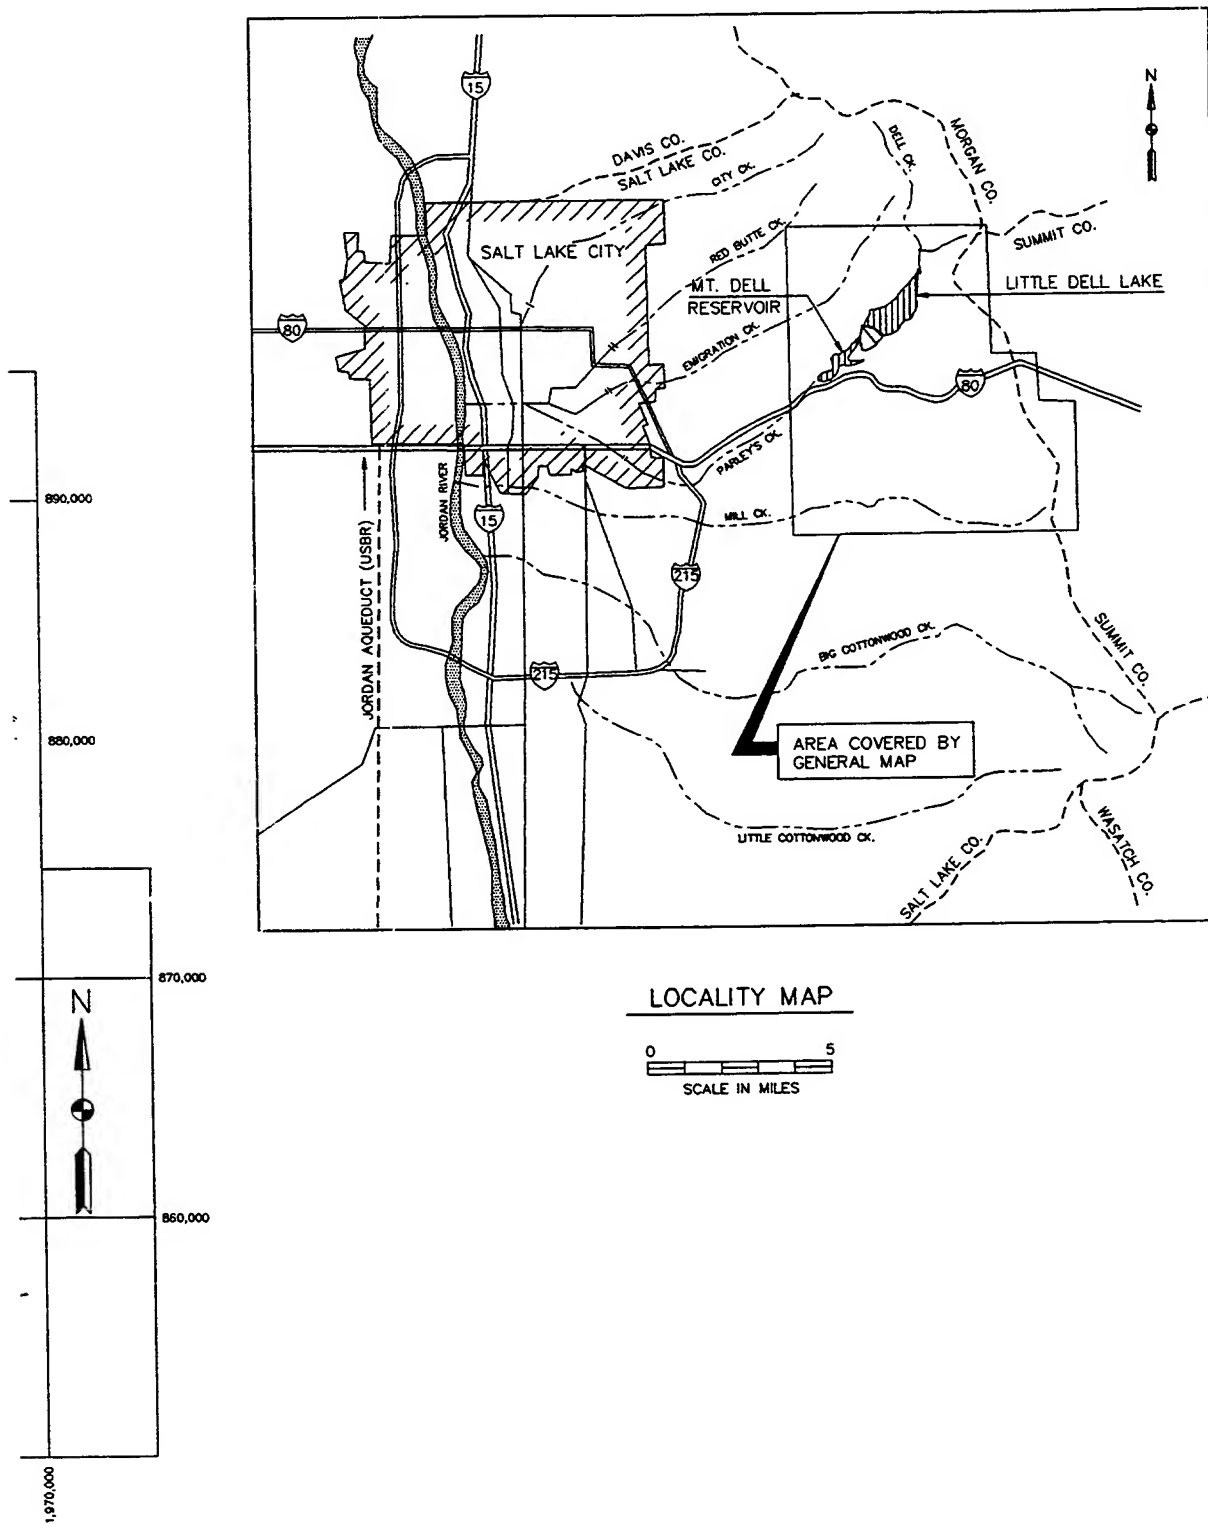 N
15
DAVIS CO.
SALT LAKE CO.
CITY CK.
DELL CK.
MORGAN CO.
SUMMIT CO.
RED BUTTE CK.
SALT LAKE CITY
MT. DELL
RESERVOIR
LITTLE DELL LAKE
80
EMIGRATION CK.
80
PARLEY'S CK.
890,000
JORDAN RIVER
15
MILL CK.
JORDAN AQUEDUCT (USBR)
215
SUMMIT CO.
BIG COTTONWOOD CK.
215
880,000
AREA COVERED BY
GENERAL MAP
LITTLE COTTONWOOD CK.
WASATCH CO.
SALT LAKE CO.
870,000
N
LOCALITY MAP
0 5
SCALE IN MILES
860,000
1,970,000